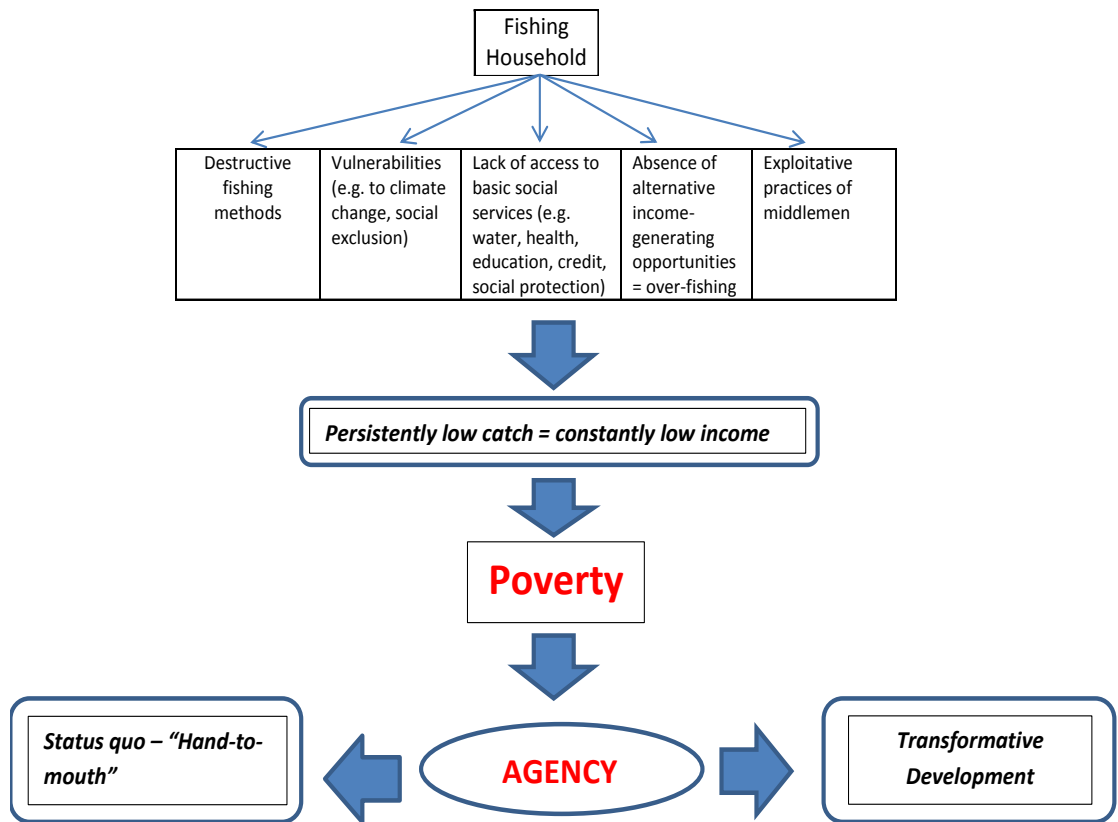 Fishing
Household
Destructive
fishing
methods
Vulnerabilities
(e.g. to climate
change, social
exclusion)
Lack of access to
basic social
services (e.g.
water, health,
education, credit,
social protection)
Absence of
alternative
income-
generating
opportunities
= over-fishing
Exploitative
practices of
middlemen
Persistently low catch = constantly low income
Poverty
Status quo – “Hand-to-
mouth”
AGENCY
Transformative
Development